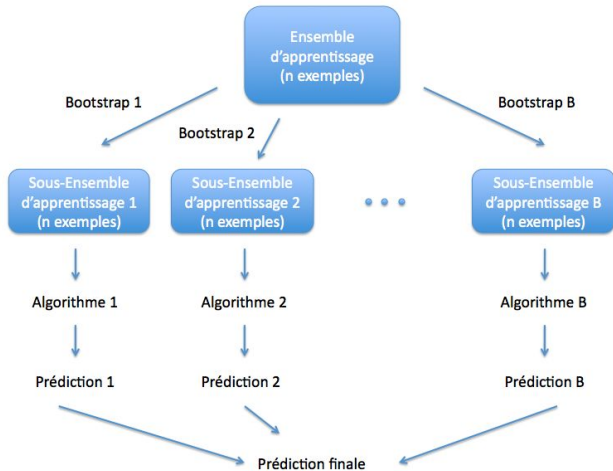 Ensemble
d'apprentissage
(n exemples)
Bootstrap 1
Bootstrap 2
Bootstrap B
Sous-Ensemble
d'apprentissage 1
(n exemples)
Sous-Ensemble
d'apprentissage 2
(n exemples)
Sous-Ensemble
d'apprentissage B
(n exemples)
Algorithme 1
Algorithme 2
Algorithme B
Prédiction 1
Prédiction 2
Prédiction B
Prédiction finale